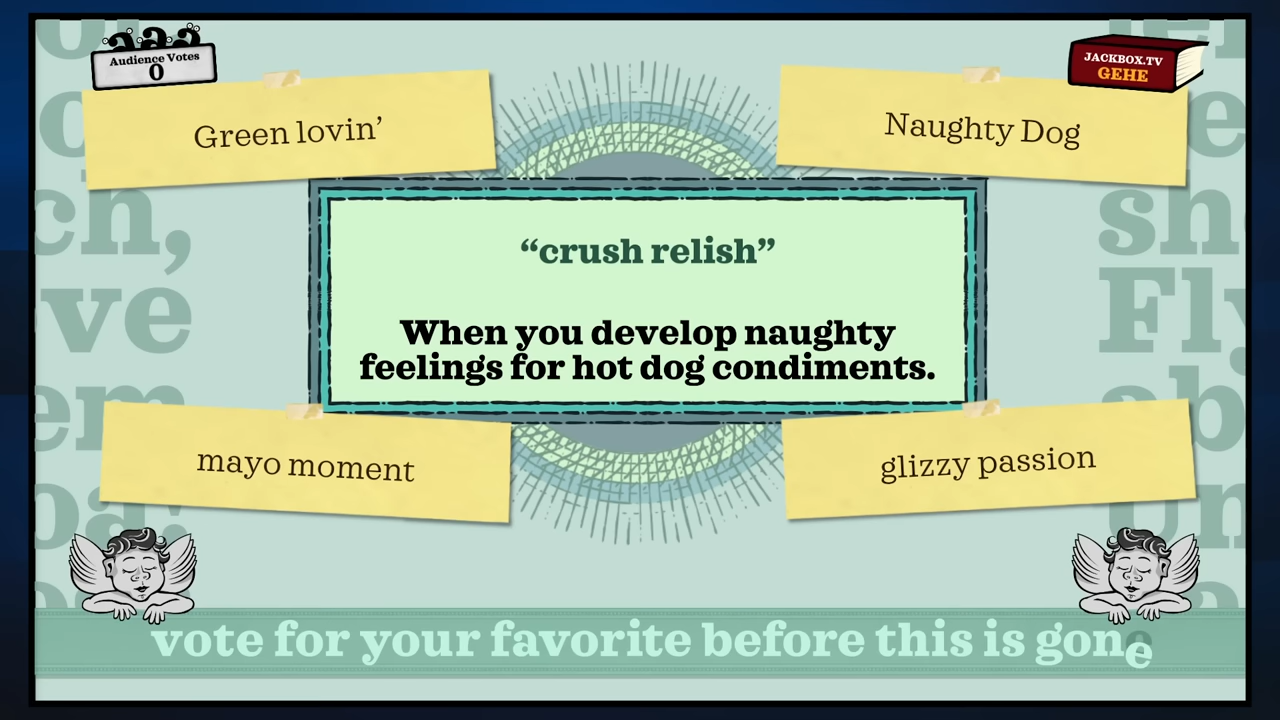 Audience Votes
0
JACKBOX.TV
GEHE
Green lovin’
Naughty Dog
“crush relish”
When you develop naughty
feelings for hot dog condiments.
mayo moment
glizzy passion
vote for your favorite before this is gone